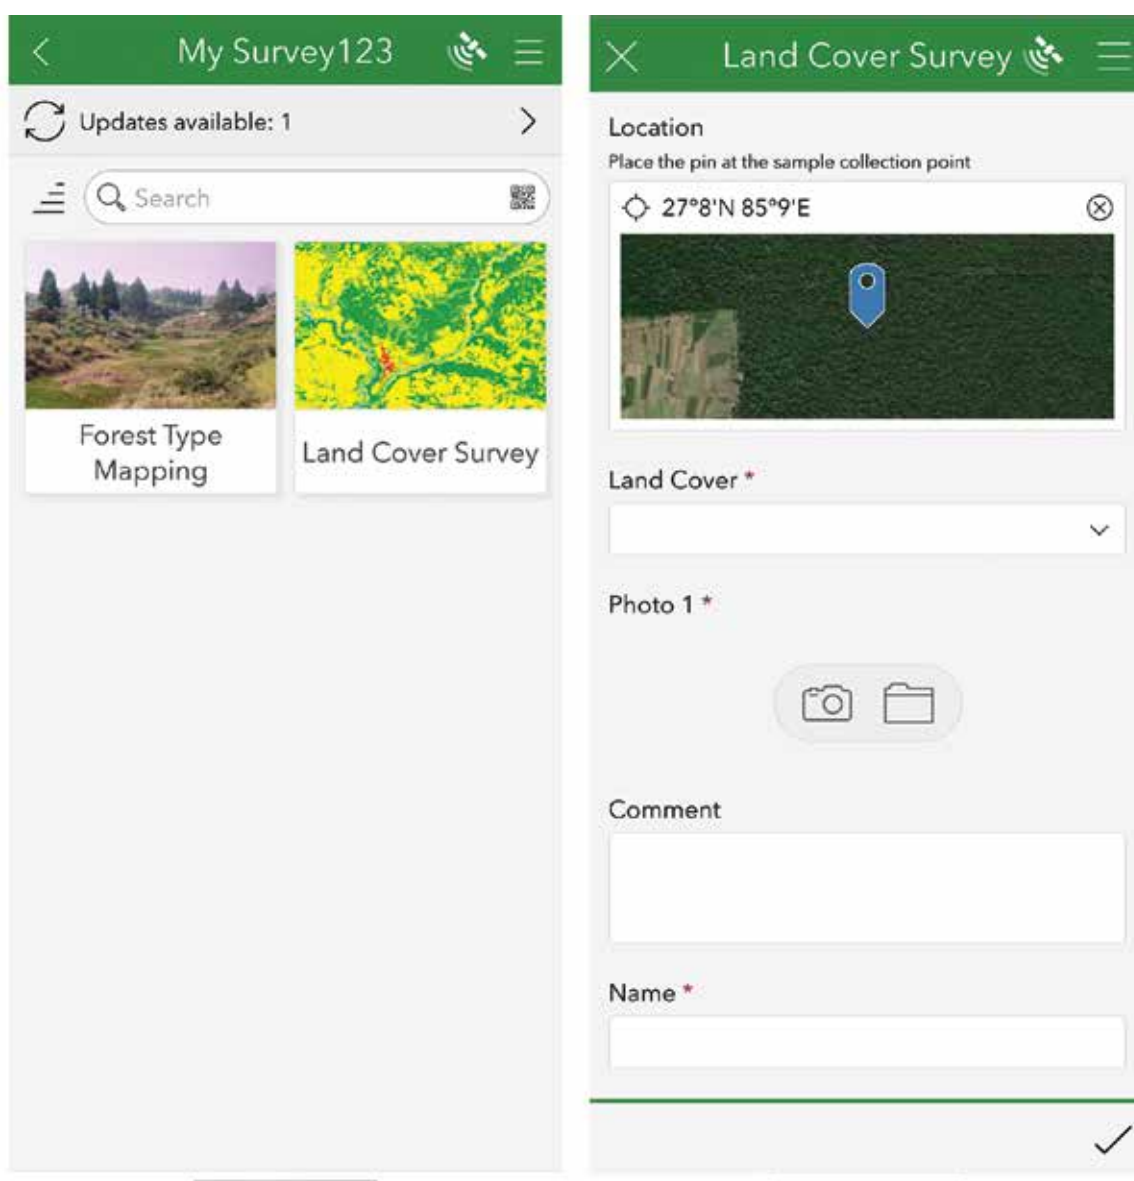 My Survey123
Updates available: 1
Search
Forest Type
Mapping
Land Cover Survey
Land Cover Survey
Location
Place the pin at the sample collection point
27°8'N 85°9'E
Land Cover *
Photo 1 *
Comment
Name *